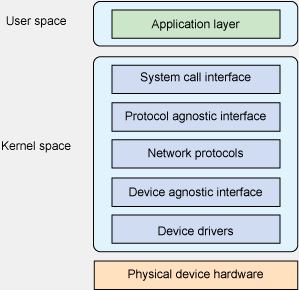 User space
Application layer
System call interface
Protocol agnostic interface
Kernel space
Network protocols
Device agnostic interface
Device drivers
Physical device hardware